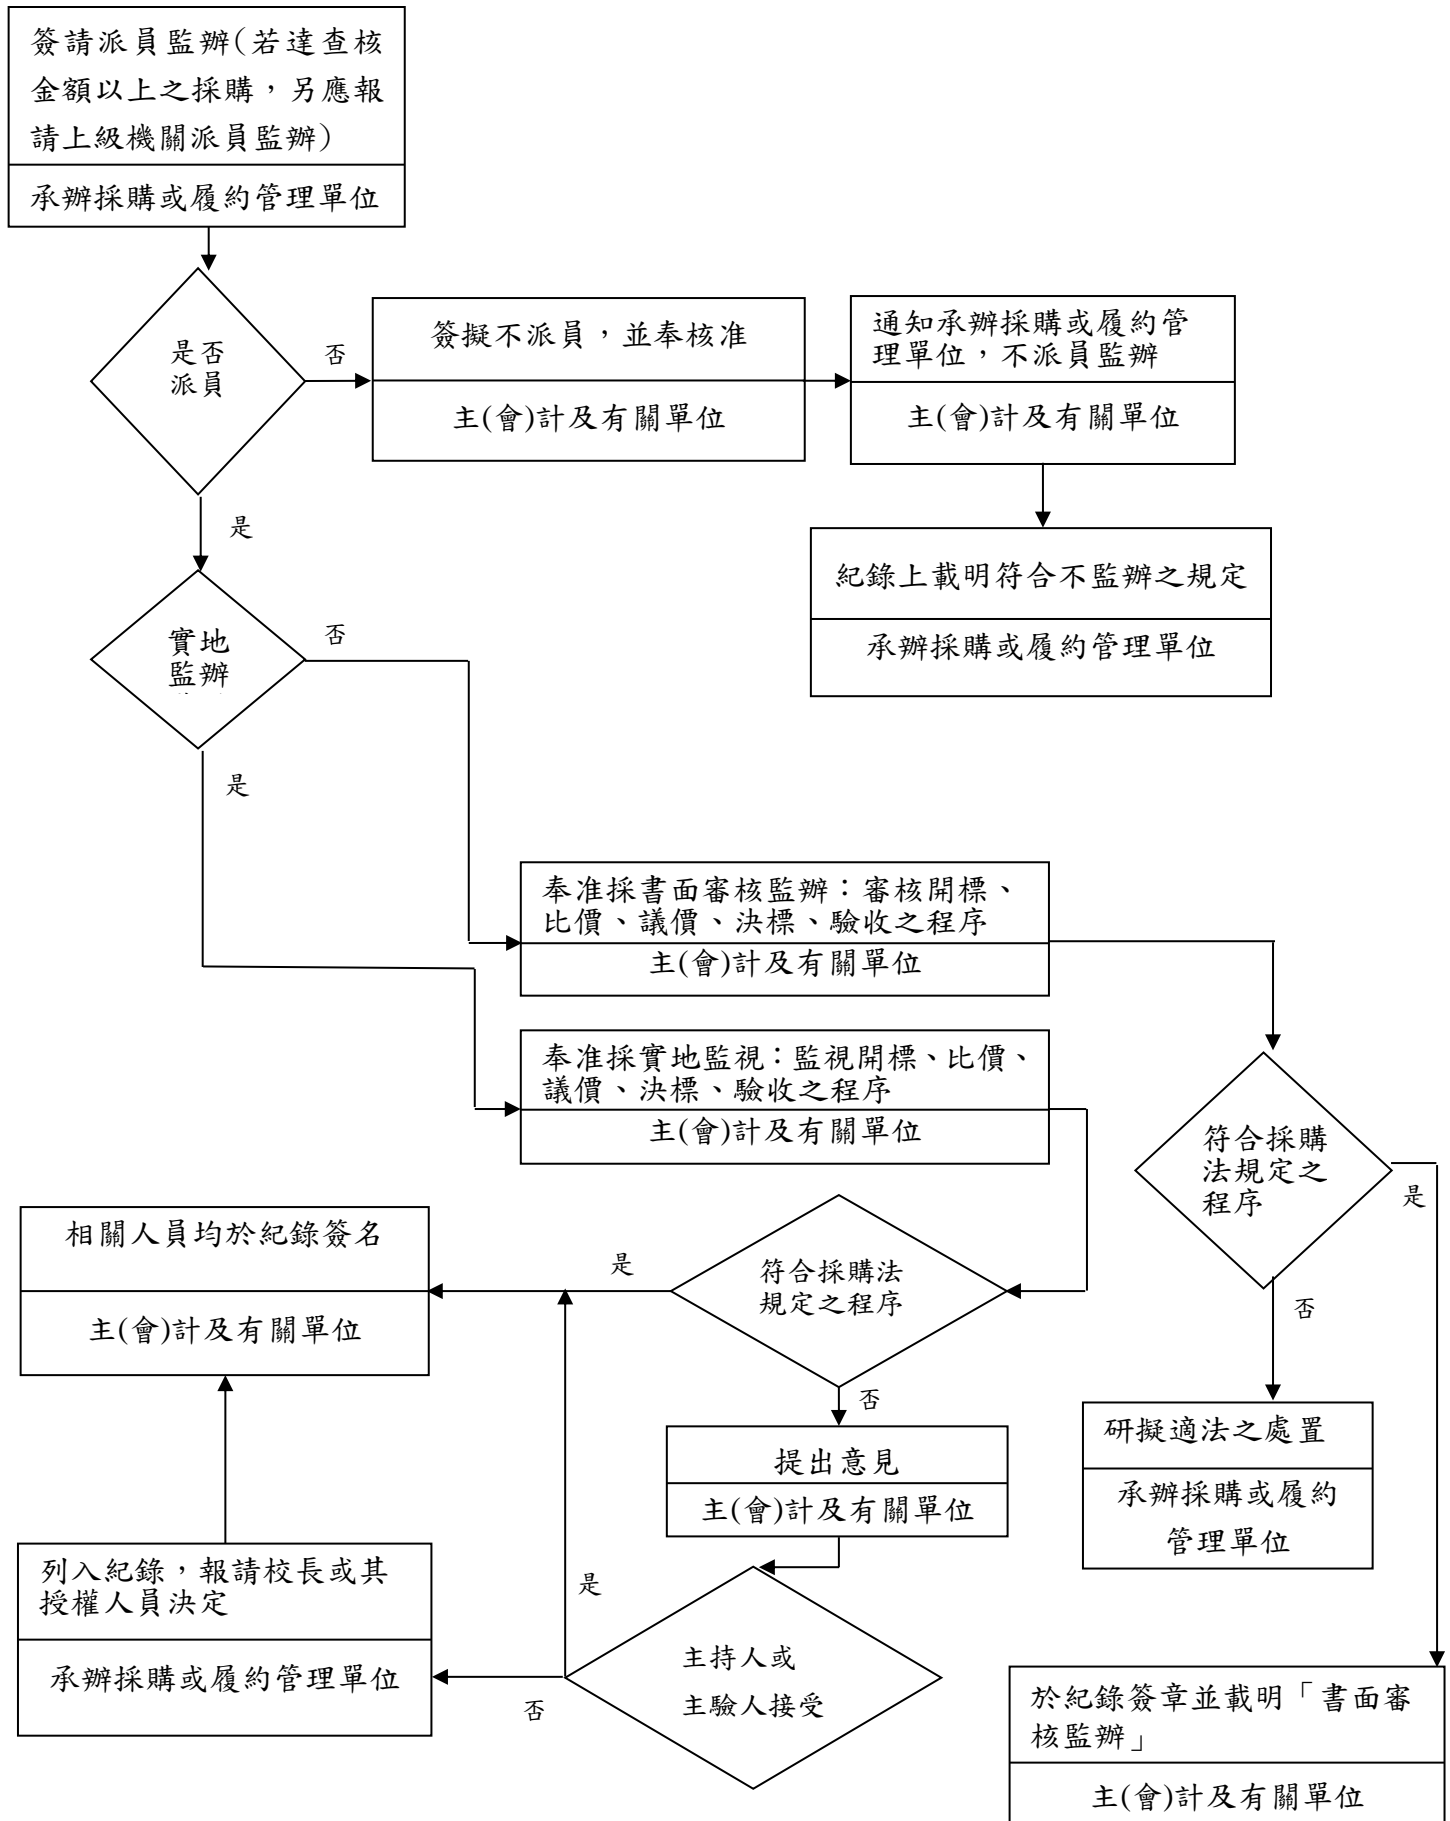 簽請派員監辦(若達查核
金額以上之採購，另應報
請上級機關派員監辦)
承辦採購或履約管理單位
是否
派員
否
簽擬不派員，並奉核准
主(會)計及有關單位
通知承辦採購或履約管
理單位，不派員監辦
主(會)計及有關單位
是
紀錄上載明符合不監辦之規定
承辦採購或履約管理單位
實地
監辦
否
是
奉准採書面審核監辦：審核開標、
比價、議價、決標、驗收之程序
主(會)計及有關單位
奉准採實地監視：監視開標、比價、
議價、決標、驗收之程序
主(會)計及有關單位
符合採購
法規定之
程序
是
否
相關人員均於紀錄簽名
主(會)計及有關單位
是
符合採購法
規定之程序
否
提出意見
主(會)計及有關單位
研擬適法之處置
承辦採購或履約
管理單位
列入紀錄，報請校長或其
授權人員決定
承辦採購或履約管理單位
是
否
主持人或
主驗人接受
於紀錄簽章並載明「書面審
核監辦」
主(會)計及有關單位